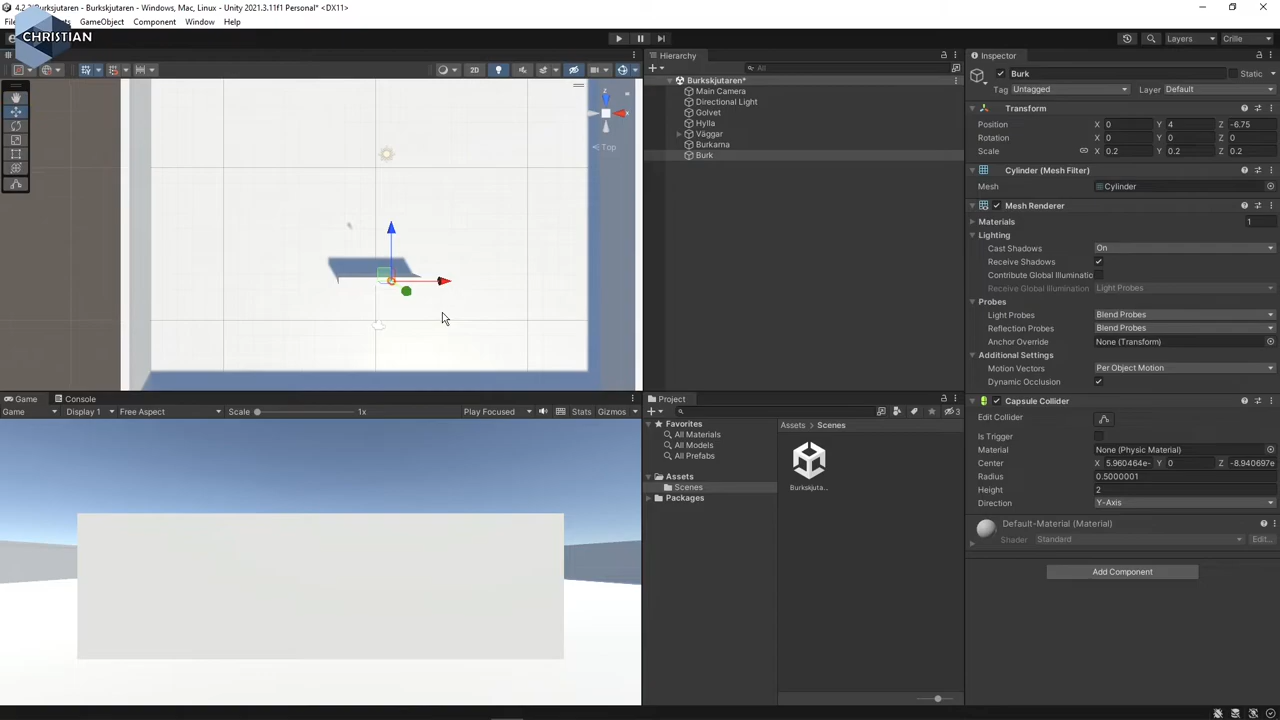 4.2.2 Burskjutaren - Burkskjutaren - Windows, Mac, Linux - Unity 2021.3.11f1 Personal* <DX11>
GameObject Component Window Help
CHRISTIAN
Layers Crille
2D
Top
z
Hierarchy
All
Burkskjutaren*
Main Camera
Directional Light
Golvet
Hylla
Väggar
Burkarna
Burk
Inspector
Burk Static
Tag Untagged Layer Default
Transform
Position X 0 Y 4 Z -6.75
Rotation X 0 Y 0 Z 0
Scale X 0.2 Y 0.2 Z 0.2
Cylinder (Mesh Filter)
Mesh Cylinder
Mesh Renderer
Materials 1
Lighting
Cast Shadows On
Receive Shadows
Contribute Global Illuminatio
Receive Global Illumination Light Probes
Probes
Light Probes Blend Probes
Reflection Probes Blend Probes
Anchor Override None (Transform)
Additional Settings
Motion Vectors Per Object Motion
Dynamic Occlusion
Capsule Collider
Edit Collider
Is Trigger
Material None (Physic Material)
Center X 5.960464e- Y 0 Z -8.940697e
Radius 0.5000001
Height 2
Direction Y-Axis
Default-Material (Material)
Shader Standard Edit...
Add Component
Game Console
Game Display 1 Free Aspect Scale 1x Play Focused Stats Gizmos
Project
3
Favorites
All Materials
All Models
All Prefabs
Assets
Scenes
Packages
Assets Scenes
Burkskjuta...